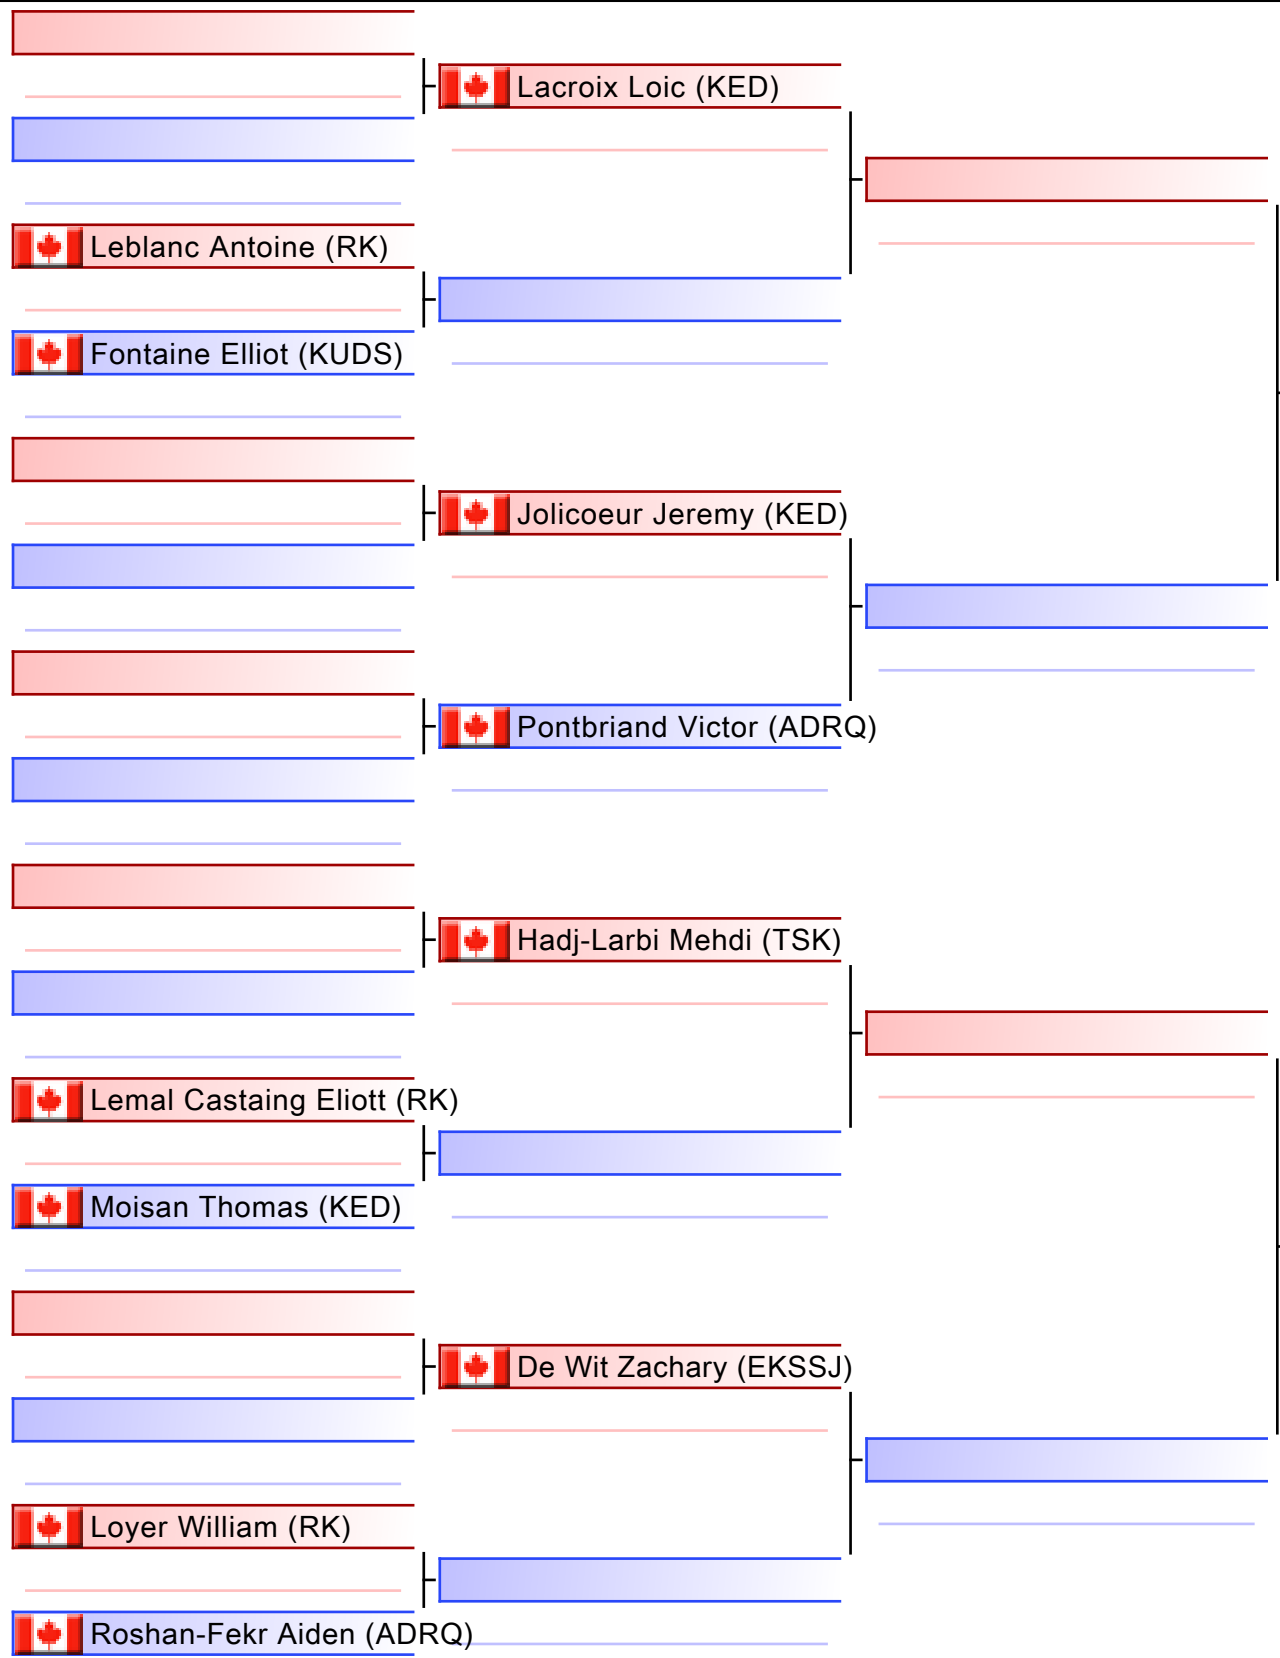 Lacroix Loic (KED)
Leblanc Antoine (RK)
Fontaine Elliot (KUDS)
Jolicoeur Jeremy (KED)
Pontbriand Victor (ADRQ)
Hadj-Larbi Mehdi (TSK)
Lemal Castaing Eliott (RK)
Moisan Thomas (KED)
De Wit Zachary (EKSSJ)
Loyer William (RK)
Roshan-Fekr Aiden (ADRQ)